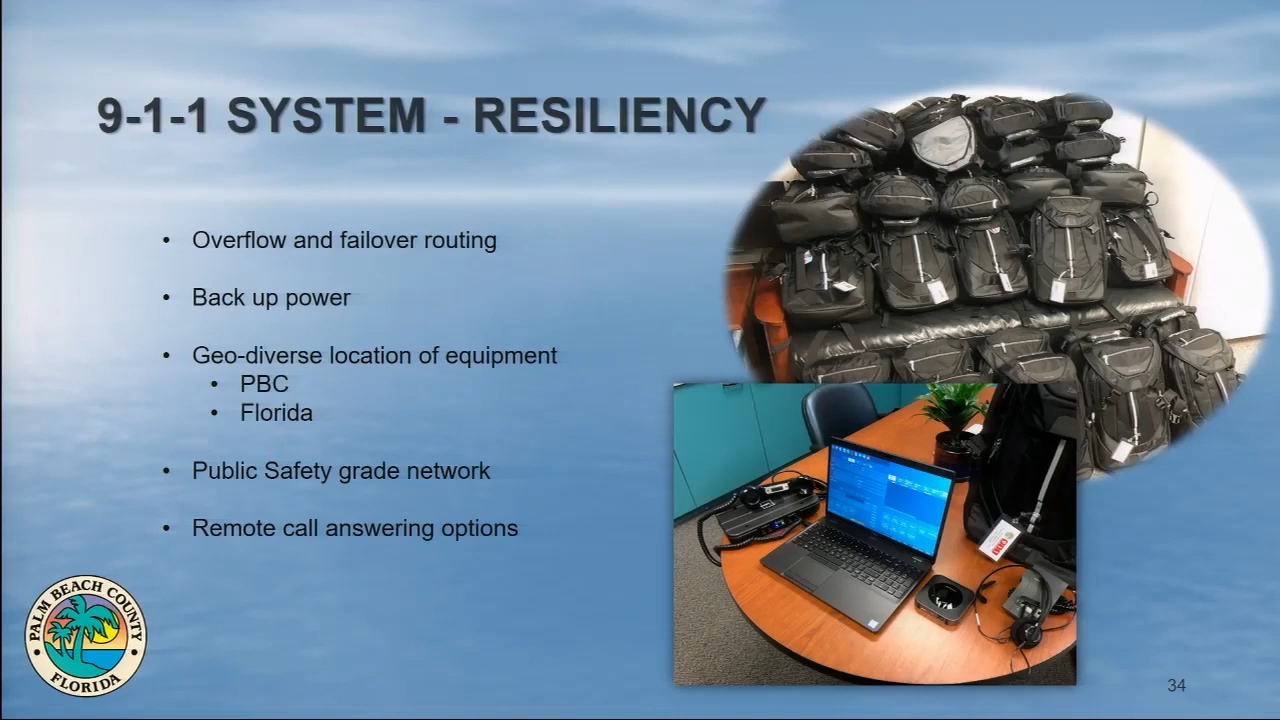 9-1-1 SYSTEM - RESILIENCY
• Overflow and failover routing
• Back up power
• Geo-diverse location of equipment
• PBC
• Florida
• Public Safety grade network
• Remote call answering options
PALM BEACH COUNTY
FLORIDA
34